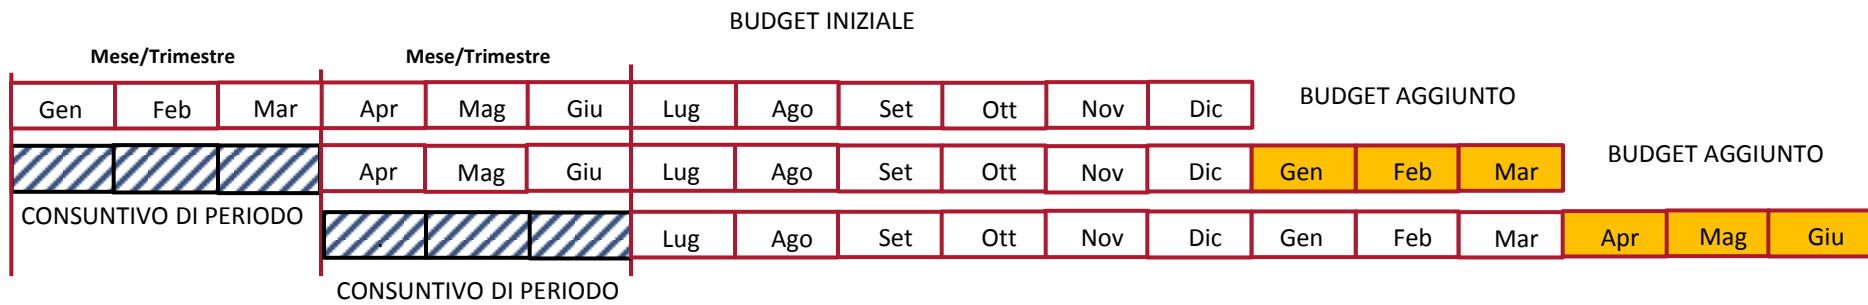 BUDGET INIZIALE
Mese/Trimestre Mese/Trimestre
Gen Feb Mar Apr Mag Giu Lug Ago Set Ott Nov Dic BUDGET AGGIUNTO
Apr Mag Giu Lug Ago Set Ott Nov Dic Gen Feb Mar BUDGET AGGIUNTO
CONSUNTIVO DI PERIODO
. Lug Ago Set Ott Nov Dic Gen Feb Mar Apr Mag Giu
CONSUNTIVO DI PERIODO